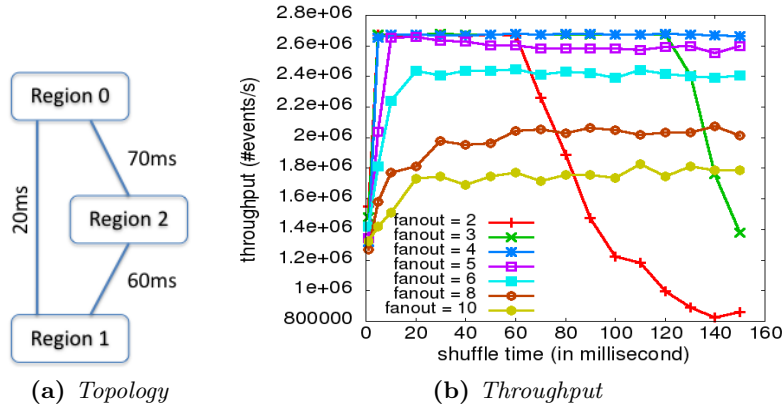 Region 0
70ms
20ms
Region 2
60ms
Region 1
(a) Topology
throughput (#events/s)
2.8e+06
2.6e+06
2.4e+06
2.2e+06
2e+06
1.8e+06
1.6e+06
1.4e+06
1.2e+06
1e+06
800000
fanout = 2
fanout = 3
fanout = 4
fanout = 5
fanout = 6
fanout = 8
fanout = 10
0 20 40 60 80 100 120 140 160
shuffle time (in millisecond)
(b) Throughput